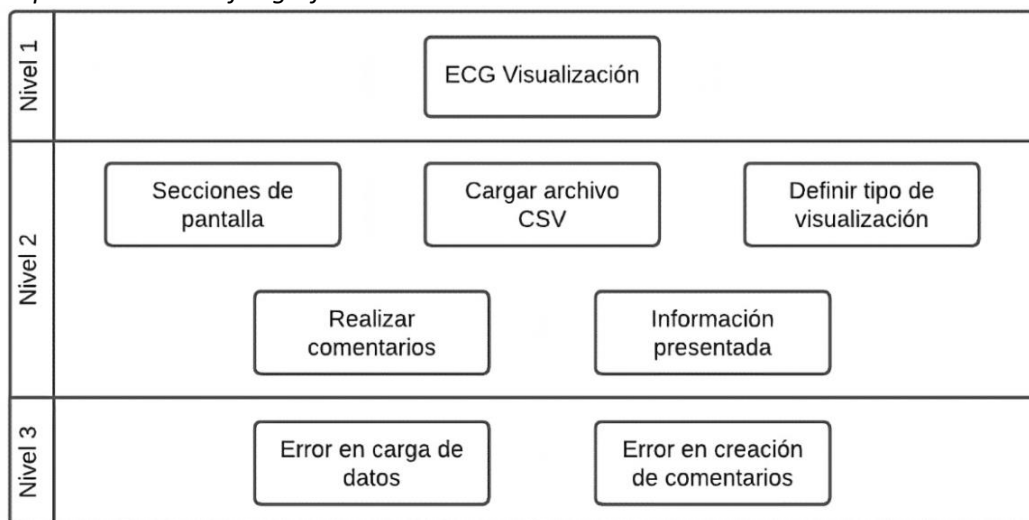 Nivel 1
ECG Visualización
Nivel 2
Secciones de
pantalla
Cargar archivo
CSV
Definir tipo de
visualización
Realizar
comentarios
Información
presentada
Nivel 3
Error en carga de
datos
Error en creación
de comentarios